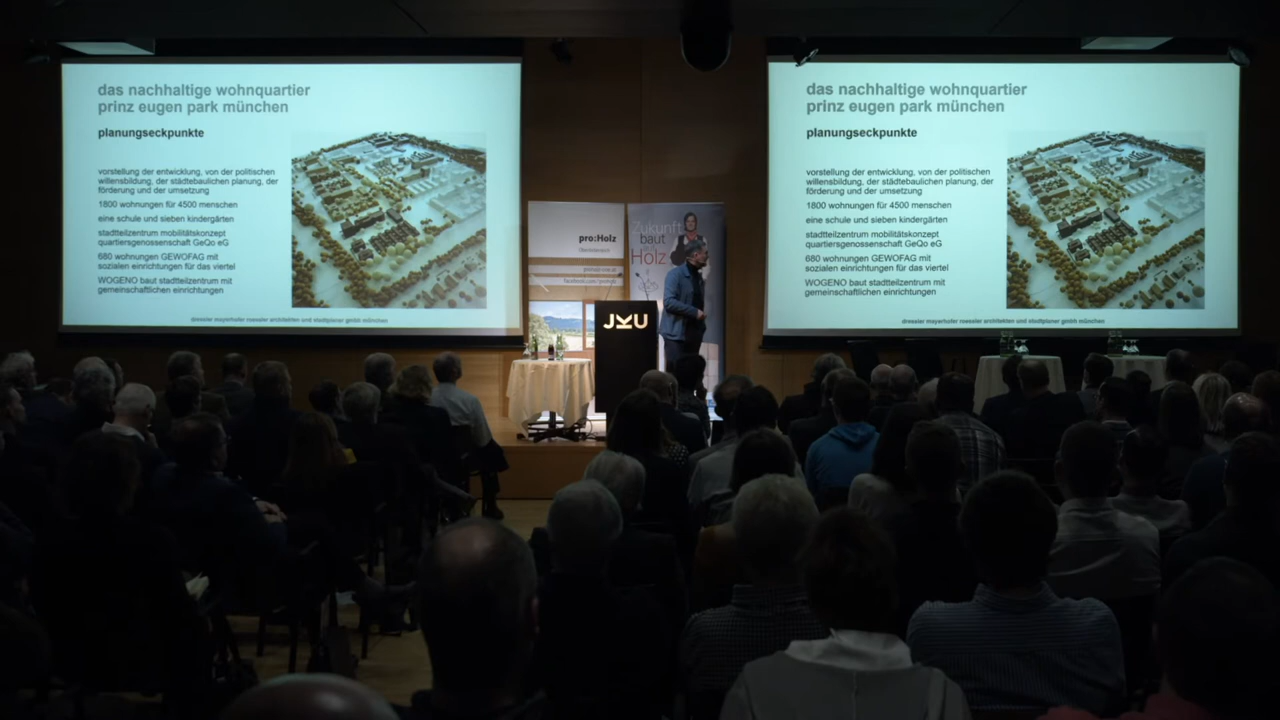 das nachhaltige wohnquartier
prinz eugen park münchen
planungseckpunkte
vorstellung der entwicklung, von der politischen
willensbildung, der städtebaulichen planung, der
förderung und der umsetzung
1800 wohnungen für 4500 menschen
eine schule und sieben kindergärten
stadtteilzentrum mobilitätskonzept
quartiersgenossenschaft GeQo eG
680 wohnungen GEWOFAG mit
sozialen einrichtungen für das viertel
WOGENO baut stadtteilzentrum mit
gemeinschaftlichen einrichtungen
dressler mayerhofer roessler architekten und stadtplaner gmbh münchen
pro:Holz
Zukunft
baut
Holz
JKU
das nachhaltige wohnquartier
prinz eugen park münchen
planungseckpunkte
vorstellung der entwicklung, von der politischen
willensbildung, der städtebaulichen planung, der
förderung und der umsetzung
1800 wohnungen für 4500 menschen
eine schule und sieben kindergärten
stadtteilzentrum mobilitätskonzept
quartiersgenossenschaft GeQo eG
680 wohnungen GEWOFAG mit
sozialen einrichtungen für das viertel
WOGENO baut stadtteilzentrum mit
gemeinschaftlichen einrichtungen
dressler mayerhofer roessler architekten und stadtplaner gmbh münchen